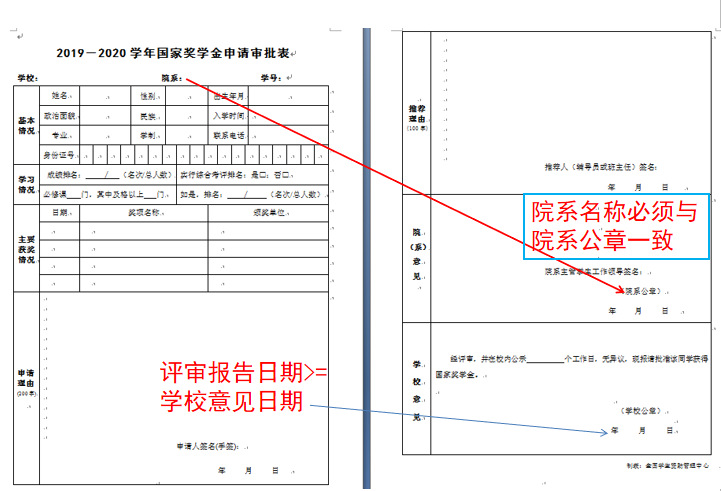 2019－2020 学年国家奖学金申请审批表
学校: 院系: 学号:
基本情况
姓名 性别 出生年月
政治面貌 民族 入学时间
专业 学制 联系电话
身份证号
学习情况
成绩排名: / (名次/总人数) 实行综合考评排名: 是□; 否□
必修课___门, 其中及格以上___门 如是, 排名: / (名次/总人数)
主要获奖情况
日期 奖项名称 颁奖单位
申请理由
(200字)
评审报告日期>=
学校意见日期
申请人签名(手签):
年 月 日
推荐理由
(100字)
推荐人（辅导员或班主任）签名:
年 月 日
院系名称必须与
院系公章一致
院(系)意见
院系主管学生工作领导签名:
(院系公章)
年 月 日
学校意见
经评审, 并在校内公示________个工作日, 无异议, 现报请批准该同学获得
国家奖学金。
(学校公章)
年 月 日
制表: 全国学生资助管理中心